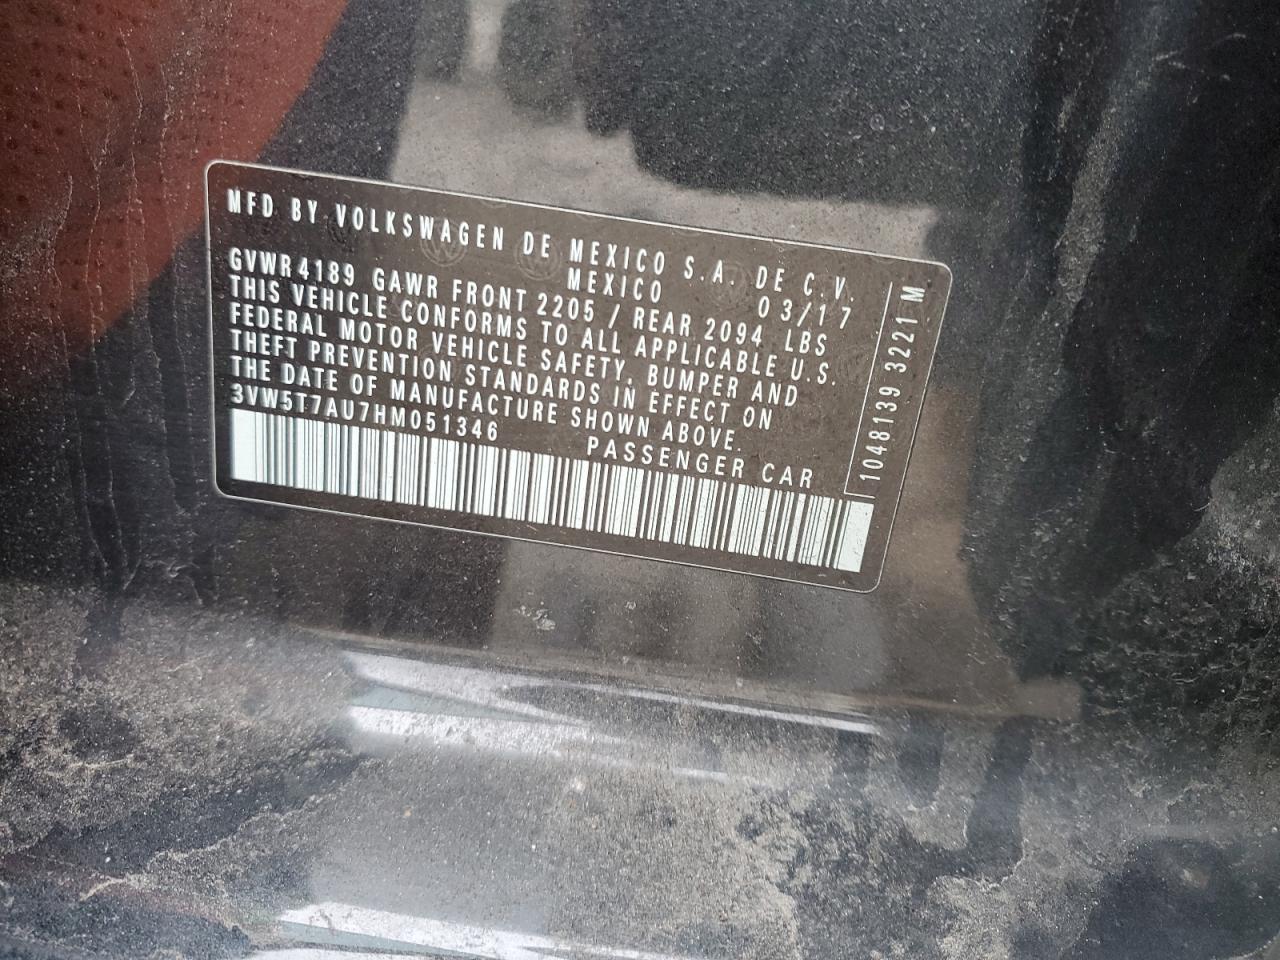 MFD BY VOLKSWAGEN DE MEXICO S.A. DE C.V.
MEXICO 03/17
GVWR4189 GAWR FRONT 2205 / REAR 2094 LBS
THIS VEHICLE CONFORMS TO ALL APPLICABLE U.S.
FEDERAL MOTOR VEHICLE SAFETY, BUMPER AND
THEFT PREVENTION STANDARDS IN EFFECT ON
THE DATE OF MANUFACTURE SHOWN ABOVE.
3VW5T7AU7HM051346 PASSENGER CAR
1048139 3221 M